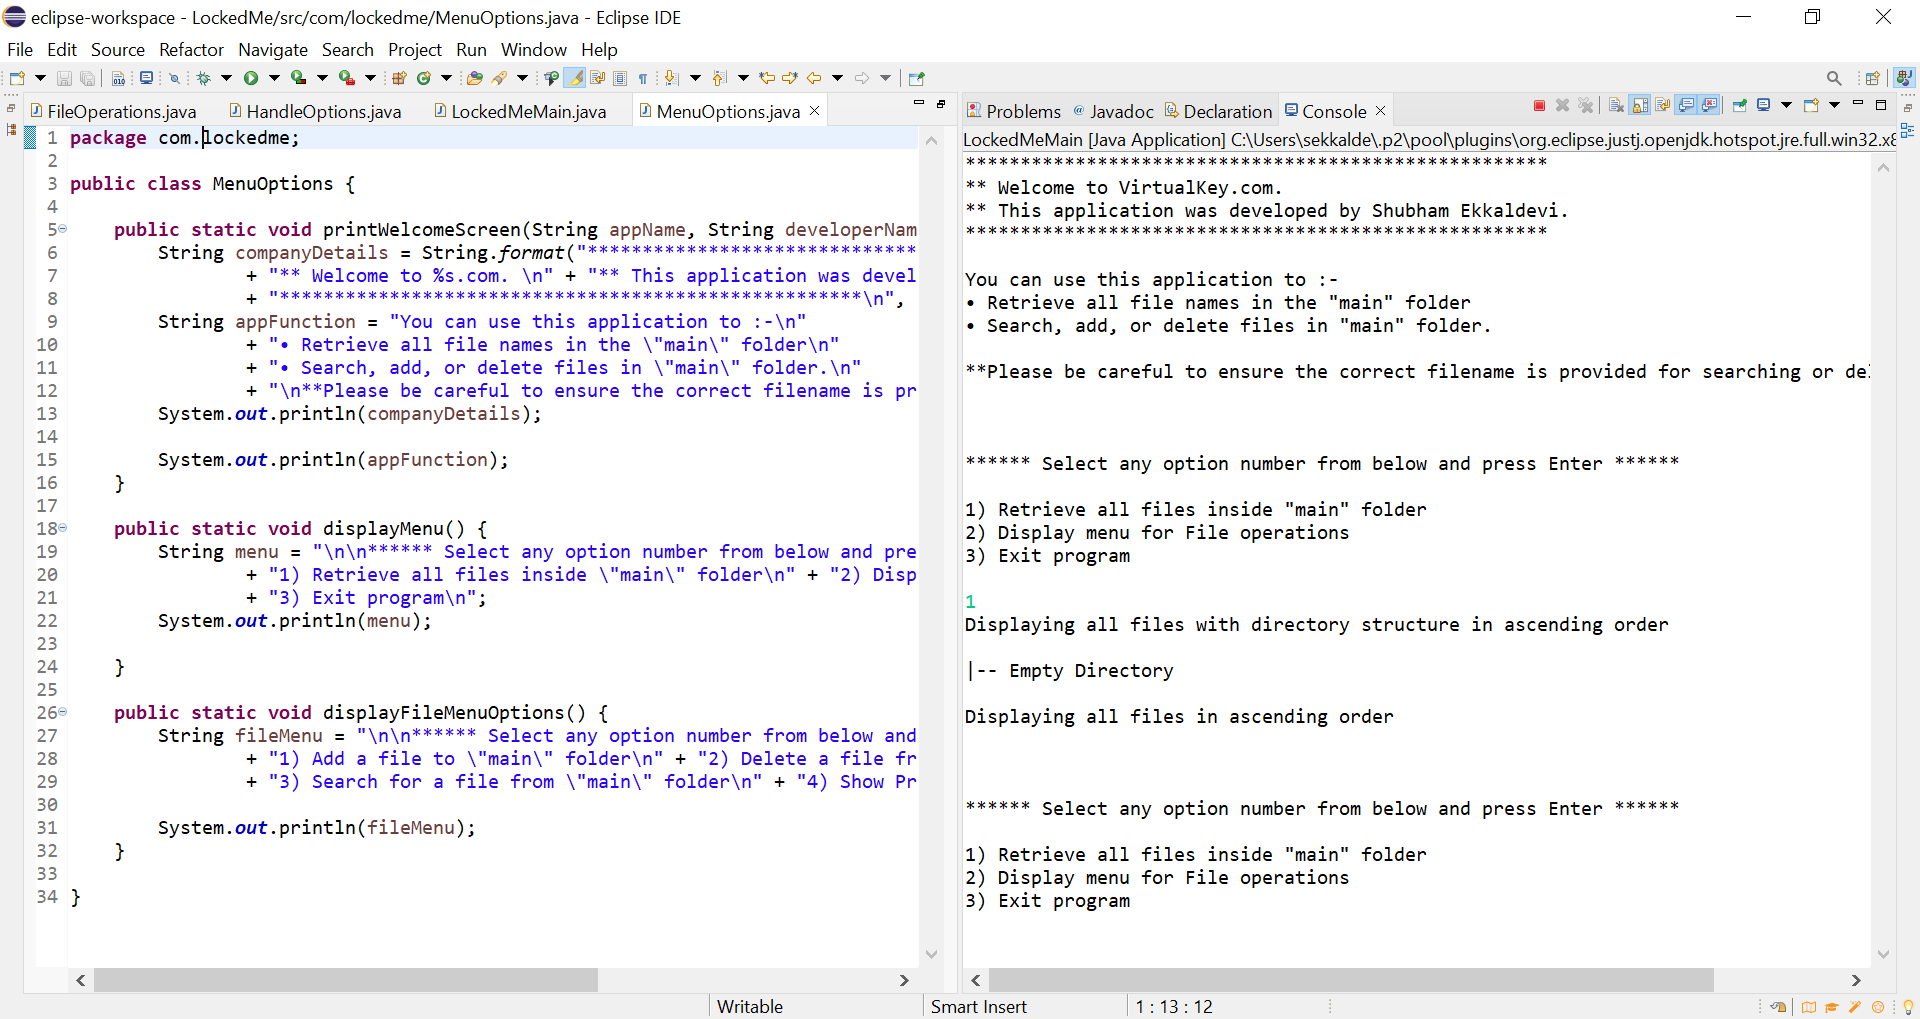 eclipse-workspace - LockedMe/src/com/lockedme/MenuOptions.java - Eclipse IDE
File Edit Source Refactor Navigate Search Project Run Window Help
FileOperations.java HandleOptions.java LockedMeMain.java MenuOptions.java
1 package com.lockedme;
2
3 public class MenuOptions {
4
5 public static void printWelcomeScreen(String appName, String developerNam
6 String companyDetails = String.format("******************************
7 + "** Welcome to %s.com. \n" + "** This application was devel
8 + "*****************************************************\n",
9 String appFunction = "You can use this application to :-\n"
10 + "• Retrieve all file names in the \"main\" folder\n"
11 + "• Search, add, or delete files in \"main\" folder.\n"
12 + "\n**Please be careful to ensure the correct filename is pr
13 System.out.println(companyDetails);
14
15 System.out.println(appFunction);
16 }
17
18 public static void displayMenu() {
19 String menu = "\n\n****** Select any option number from below and pre
20 + "1) Retrieve all files inside \"main\" folder\n" + "2) Disp
21 + "3) Exit program\n";
22 System.out.println(menu);
23
24 }
25
26 public static void displayFileMenuOptions() {
27 String fileMenu = "\n\n****** Select any option number from below and
28 + "1) Add a file to \"main\" folder\n" + "2) Delete a file fr
29 + "3) Search for a file from \"main\" folder\n" + "4) Show Pr
30
31 System.out.println(fileMenu);
32 }
33
34 }
Problems Javadoc Declaration Console
LockedMeMain [Java Application] C:\Users\sekkalde\.p2\pool\plugins\org.eclipse.justj.openjdk.hotspot.jre.full.win32.x8
*****************************************************
** Welcome to VirtualKey.com.
** This application was developed by Shubham Ekkaldevi.
*****************************************************
You can use this application to :-
• Retrieve all file names in the "main" folder
• Search, add, or delete files in "main" folder.
**Please be careful to ensure the correct filename is provided for searching or de
****** Select any option number from below and press Enter ******
1) Retrieve all files inside "main" folder
2) Display menu for File operations
3) Exit program
1
Displaying all files with directory structure in ascending order
|-- Empty Directory
Displaying all files in ascending order
****** Select any option number from below and press Enter ******
1) Retrieve all files inside "main" folder
2) Display menu for File operations
3) Exit program
Writable Smart Insert 1 : 13 : 12